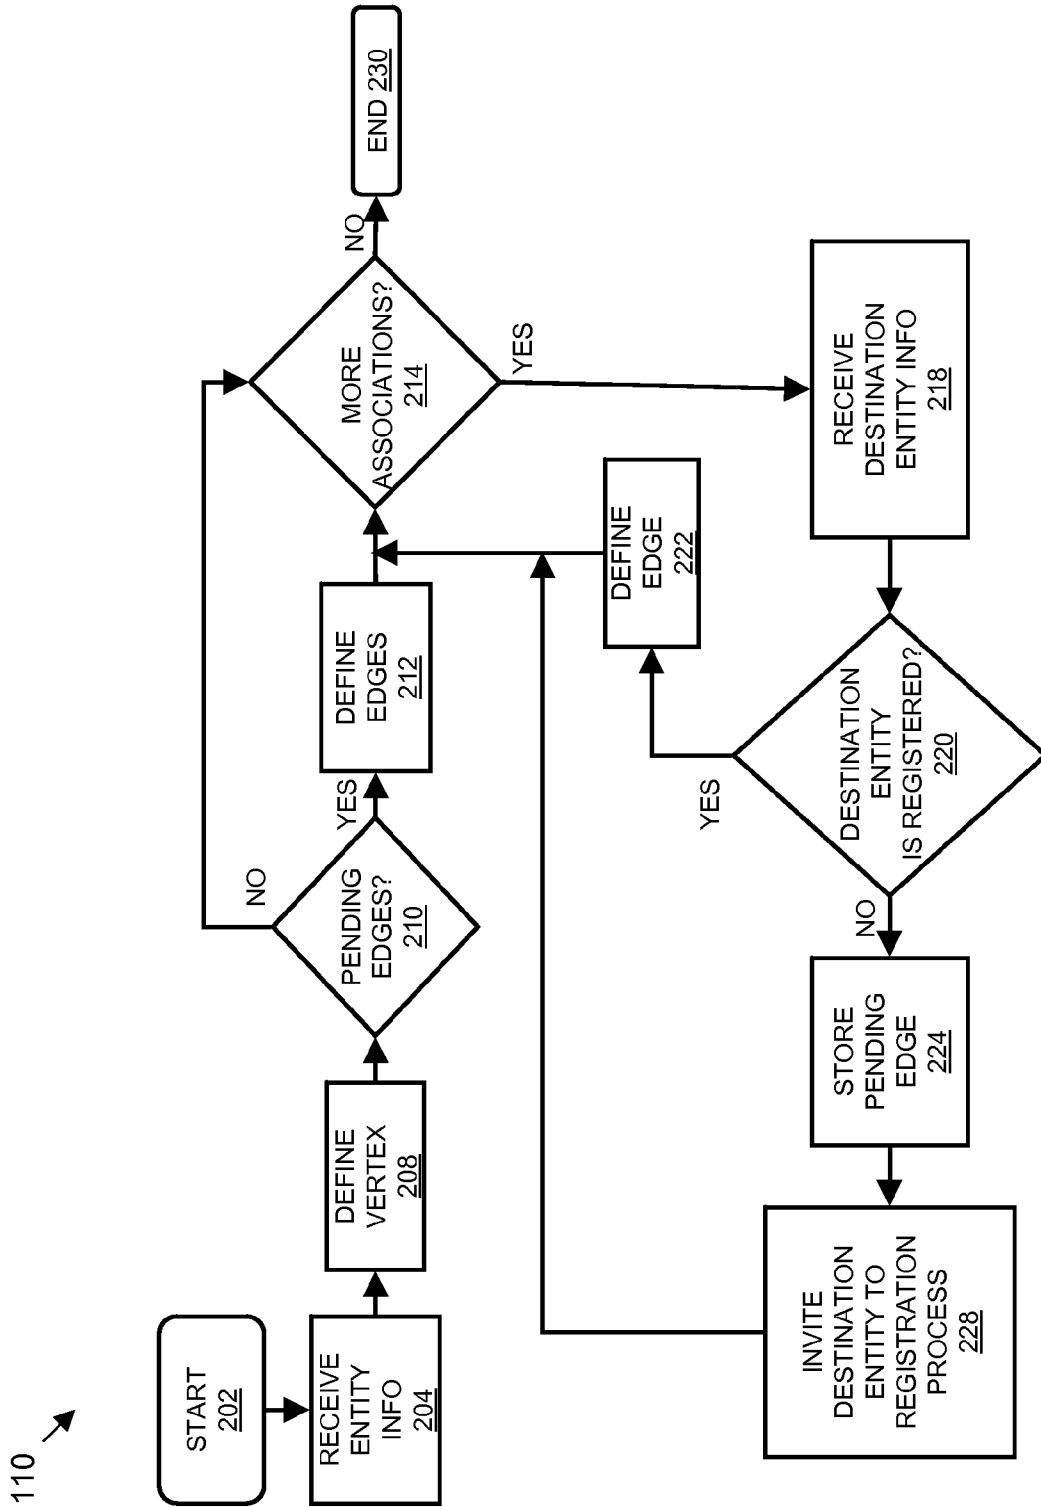 110
START
202
RECEIVE
ENTITY
INFO
204
DEFINE
VERTEX
208
PENDING
EDGES?
210
NO
YES
DEFINE
EDGES
212
MORE
ASSOCIATIONS?
214
NO
END 230
YES
RECEIVE
DESTINATION
ENTITY INFO
218
DESTINATION
ENTITY
IS REGISTERED?
220
YES
DEFINE
EDGE
222
NO
STORE
PENDING
EDGE
224
INVITE
DESTINATION
ENTITY TO
REGISTRATION
PROCESS
228